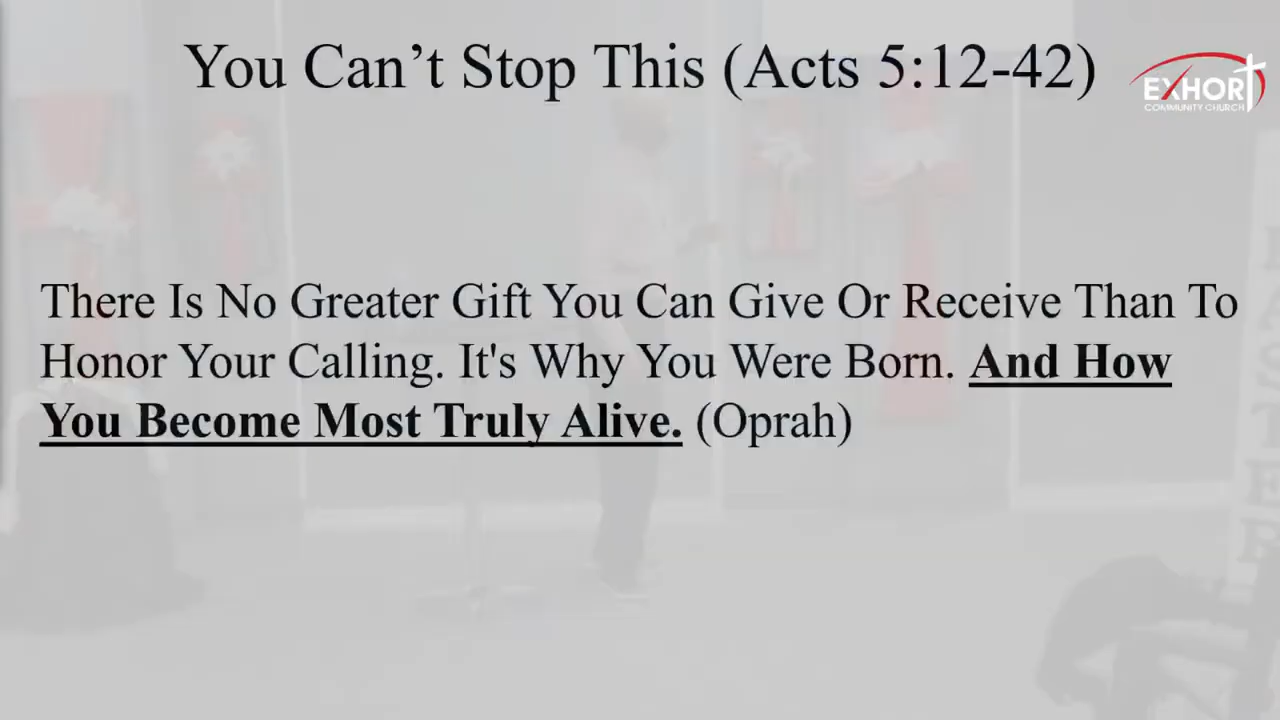 You Can’t Stop This (Acts 5:12-42)
EXHORT
COMMUNITY CHURCH
There Is No Greater Gift You Can Give Or Receive Than To
Honor Your Calling. It's Why You Were Born. And How
You Become Most Truly Alive. (Oprah)